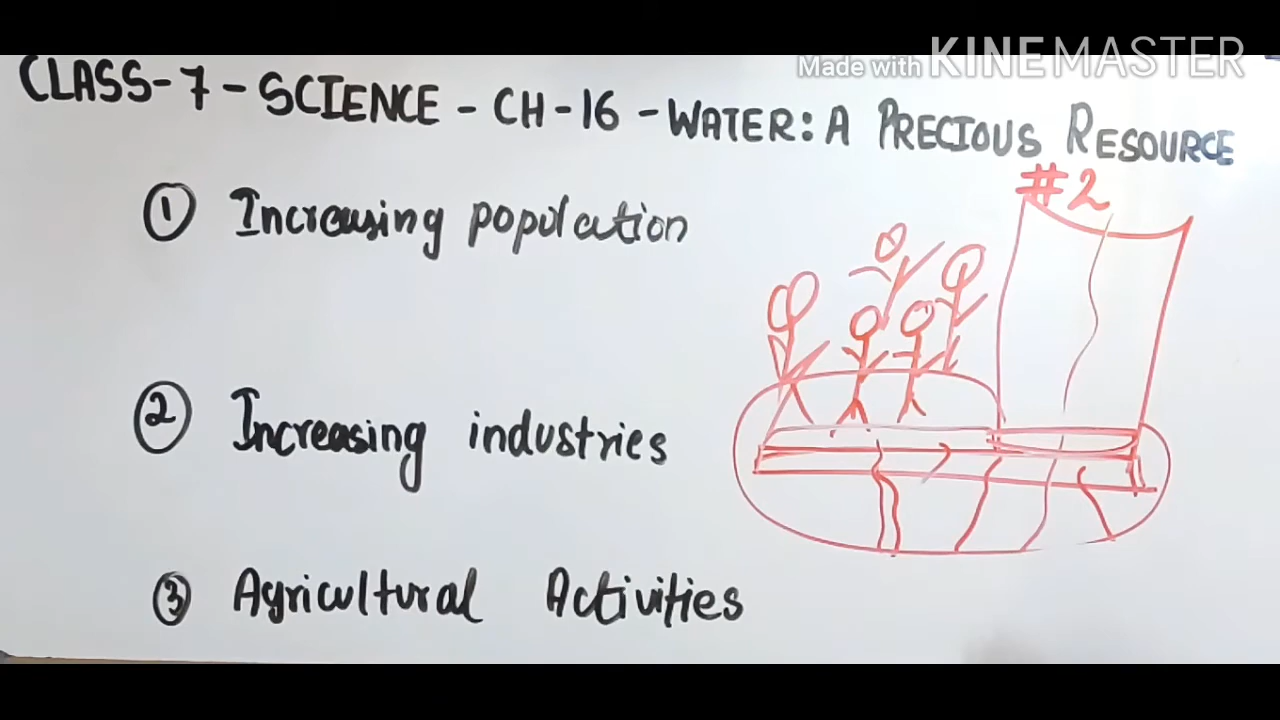 Made with KINEMASTER
CLASS-7-SCIENCE-CH-16-WATER: A PRECIOUS RESOURCE
#2
① Increasing population
② Increasing industries
③ Agricultural Activities